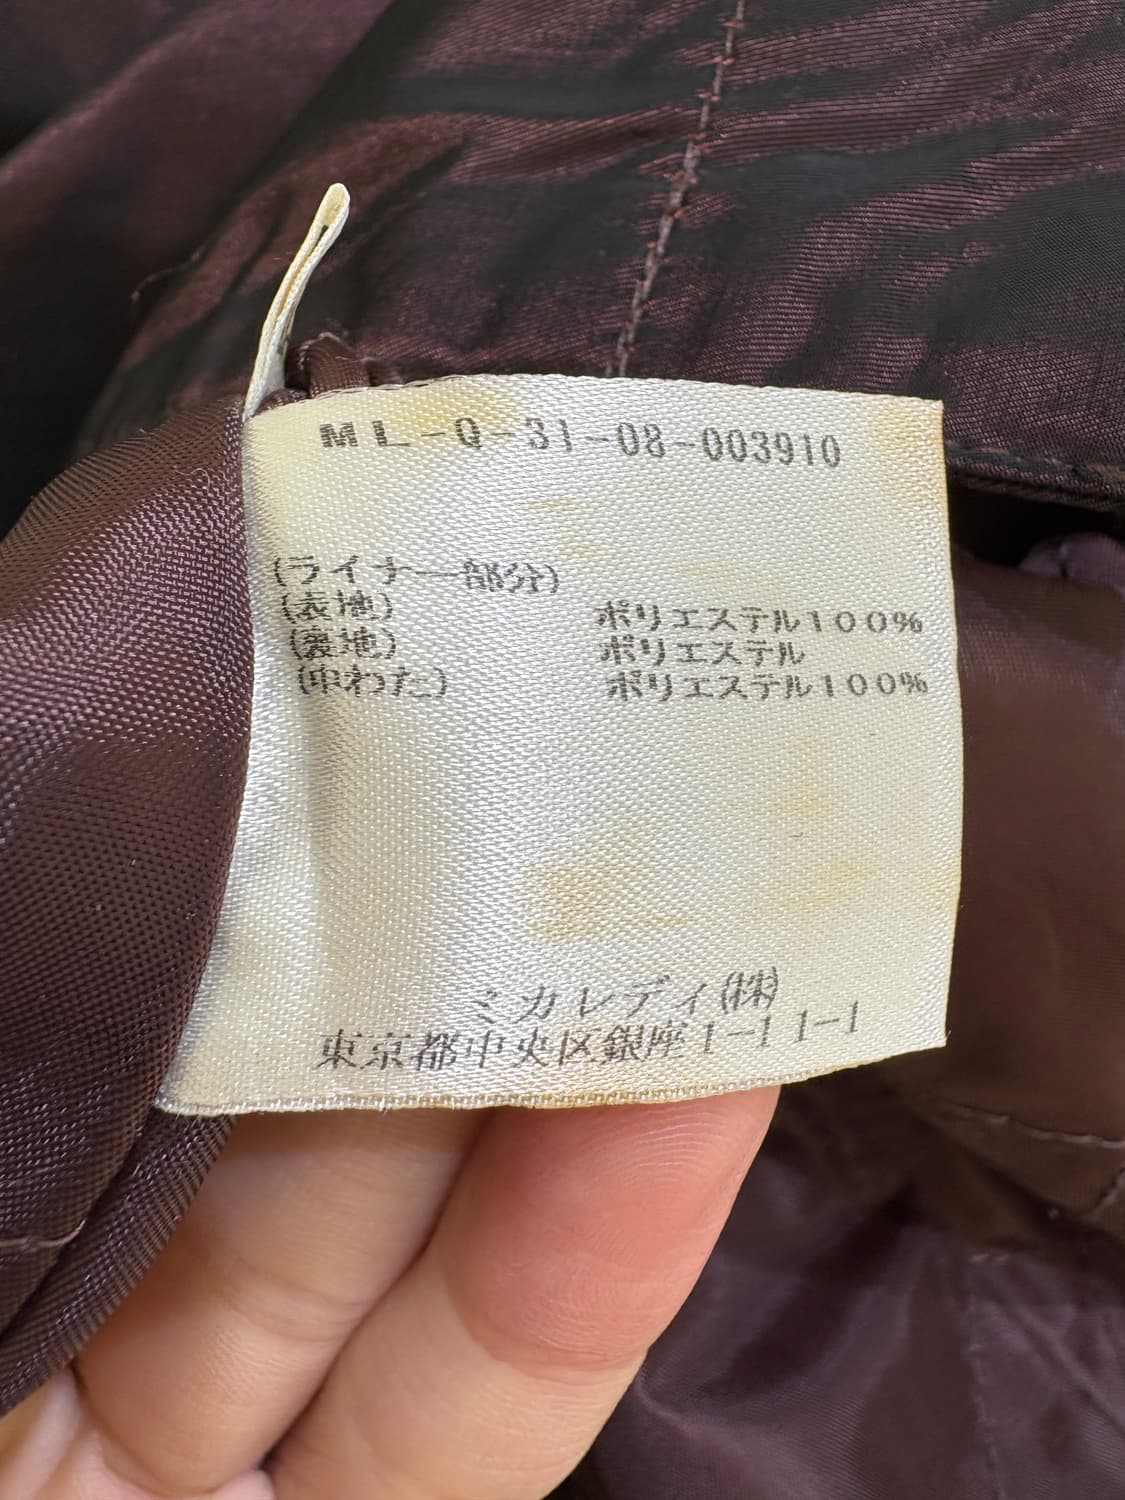 ML-Q-31-08-003910
(ライナー部分)
(表地) ポリエステル100%
(裏地) ポリエステル
(中わた) ポリエステル100%
ミカレディ(株)
東京都中央区銀座1-11-1